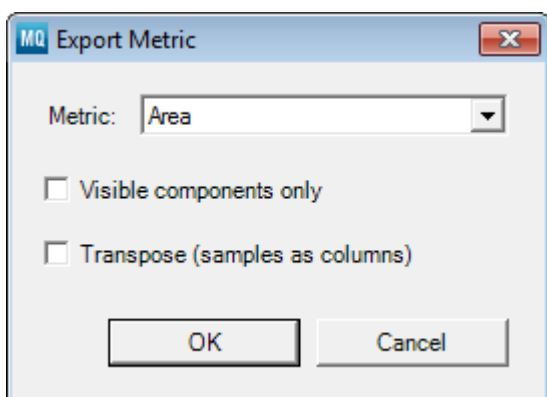 MQ Export Metric
Metric: Area
Visible components only
Transpose (samples as columns)
OK Cancel